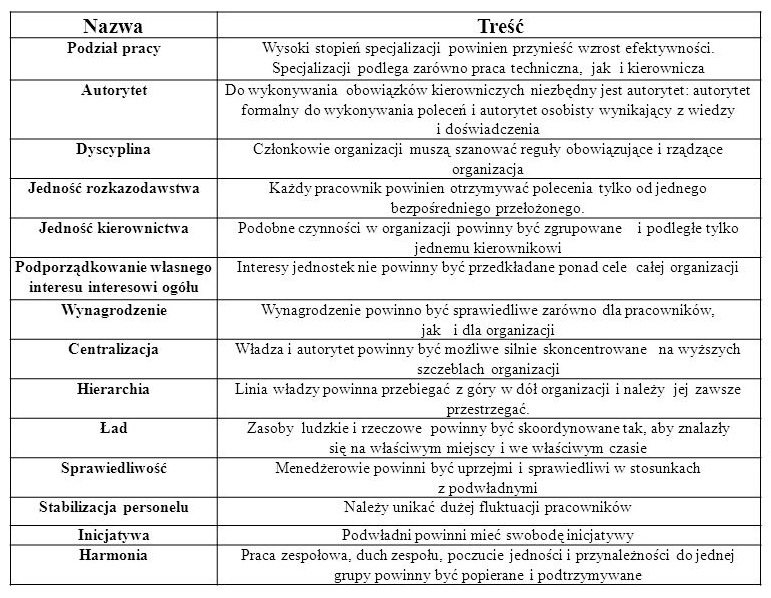 Nazwa Treść
Podział pracy Wysoki stopień specjalizacji powinien przynieść wzrost efektywności.
Specjalizacji podlega zarówno praca techniczna, jak i kierownicza
Autorytet Do wykonywania obowiązków kierowniczych niezbędny jest autorytet: autorytet
formalny do wykonywania poleceń i autorytet osobisty wynikający z wiedzy
i doświadczenia
Dyscyplina Członkowie organizacji muszą szanować reguły obowiązujące i rządzące
organizacja
Jedność rozkazodawstwa Każdy pracownik powinien otrzymywać polecenia tylko od jednego
bezpośredniego przełożonego.
Jedność kierownictwa Podobne czynności w organizacji powinny być zgrupowane i podległe tylko
jednemu kierownikowi
Podporządkowanie własnego Interesy jednostek nie powinny być przedkładane ponad cele całej organizacji
interesu interesowi ogółu
Wynagrodzenie Wynagrodzenie powinno być sprawiedliwe zarówno dla pracowników,
jak i dla organizacji
Centralizacja Władza i autorytet powinny być możliwe silnie skoncentrowane na wyższych
szczeblach organizacji
Hierarchia Linia władzy powinna przebiegać z góry w dół organizacji i należy jej zawsze
przestrzegać.
Ład Zasoby ludzkie i rzeczowe powinny być skoordynowane tak, aby znalazły
się na właściwym miejscy i we właściwym czasie
Sprawiedliwość Menedżerowie powinni być uprzejmi i sprawiedliwi w stosunkach
z podwładnymi
Stabilizacja personelu Należy unikać dużej fluktuacji pracowników
Inicjatywa Podwładni powinni mieć swobodę inicjatywy
Harmonia Praca zespołowa, duch zespołu, poczucie jedności i przynależności do jednej
grupy powinny być popierane i podtrzymywane